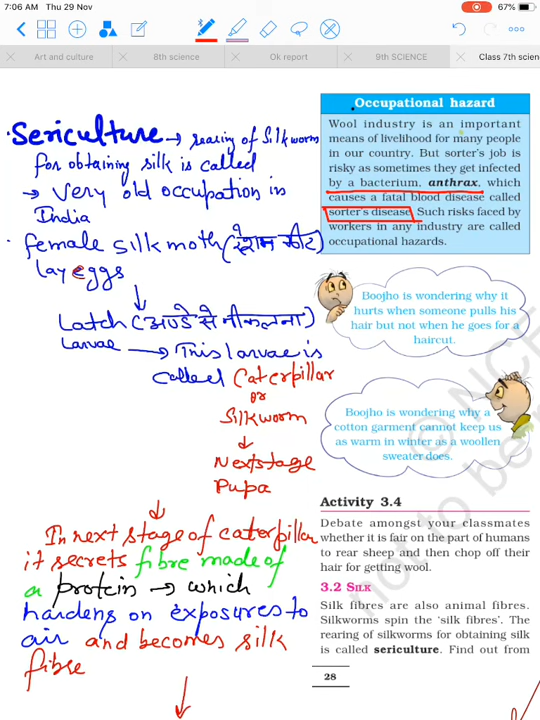 7:06 AM Thu 29 Nov
67%
Art and culture
8th science
Ok report
9th SCIENCE
Class 7th scien
Sericulture → rearing of Silkworm
for obtaining silk is called
→ Very old occupation in
India
• female silk moth (रेशम कीट)
lay eggs
Latch (अण्डे से नीकलना)
Larvae → This larvae is
called Caterpillar
or
Silkworm
Next stage
Pupa
In next stage of caterpillar
it secrets fibre made of
a protein → which
hardens on exposures to
air and becomes silk
fibre
Occupational hazard
Wool industry is an important
means of livelihood for many people
in our country. But sorter's job is
risky as sometimes they get infected
by a bacterium, anthrax, which
causes a fatal blood disease called
sorter's disease. Such risks faced by
workers in any industry are called
occupational hazards.
Boojho is wondering why it
hurts when someone pulls his
hair but not when he goes for a
haircut.
Boojho is wondering why a
cotton garment cannot keep us
as warm in winter as a woollen
sweater does.
Activity 3.4
Debate amongst your classmates
whether it is fair on the part of humans
to rear sheep and then chop off their
hair for getting wool.
3.2 SILK
Silk fibres are also animal fibres.
Silkworms spin the 'silk fibres'. The
rearing of silkworms for obtaining silk
is called sericulture. Find out from
28